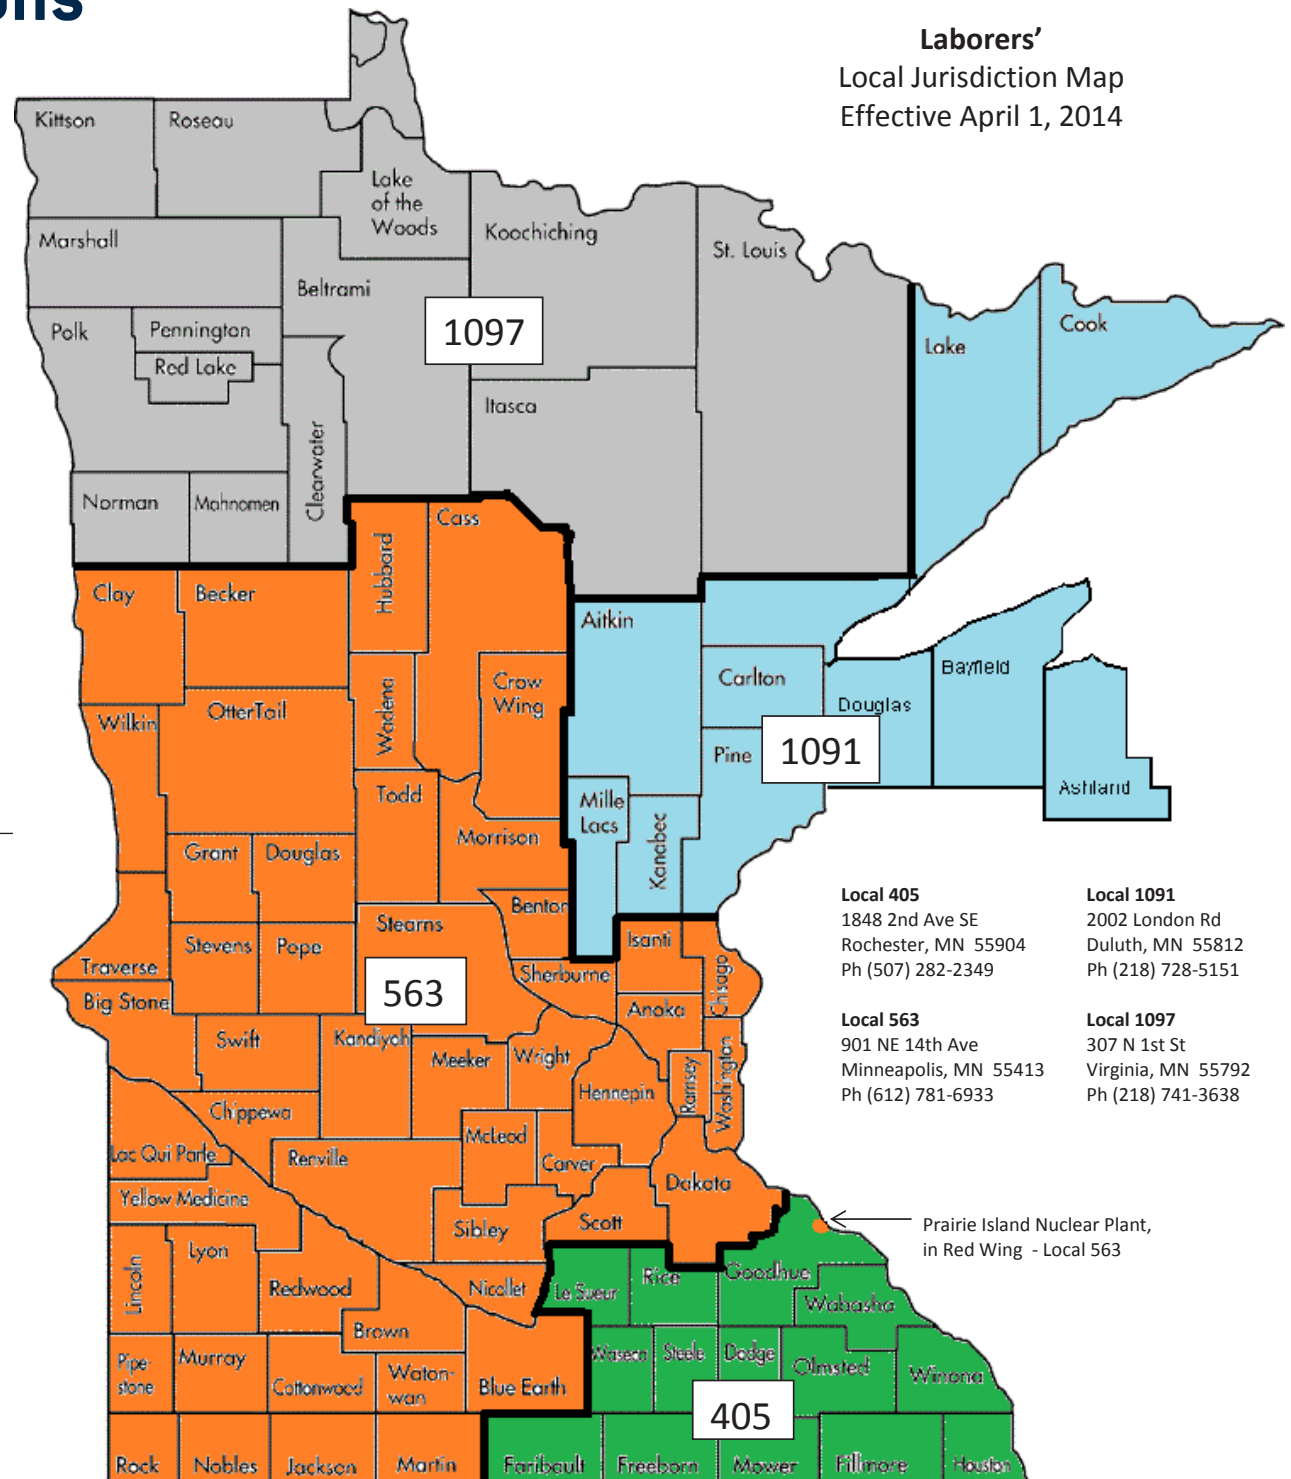 Laborers’
Local Jurisdiction Map
Effective April 1, 2014
Kittson
Roseau
Lake
of the
Woods
Marshall
Koochiching
St. Louis
Beltrami
Polk
Pennington
1097
Cook
Red Lake
Lake
Itasca
Clearwater
Norman
Mahnomen
Cass
Hubbard
Clay
Becker
Aitkin
Carlton
Bayfield
Crow
Wing
Wadena
OtterTail
Douglas
Wilkin
Pine
1091
Ashland
Todd
Mille
Lacs
Morrison
Kanabec
Grant
Douglas
Benton
Stearns
Isanti
Stevens
Pope
Traverse
Sherburne
Chisago
563
Big Stone
Anoka
Swift
Kandiyoh
Meeker
Wright
Hennepin
Ramsey
Washington
Chippewa
McLeod
Lac Qui Parle
Renville
Carver
Dakota
Yellow Medicine
Sibley
Scott
Lincoln
Lyon
Redwood
Nicollet
Le Sueur
Rice
Goodhue
Wabasha
Brown
Pipe-
stone
Murray
Cottonwood
Waton-
wan
Blue Earth
Waseca
Steele
Dodge
Olmsted
Winona
405
Rock
Nobles
Jackson
Martin
Faribault
Freeborn
Mower
Fillmore
Houston
Local 405
1848 2nd Ave SE
Rochester, MN 55904
Ph (507) 282-2349
Local 1091
2002 London Rd
Duluth, MN 55812
Ph (218) 728-5151
Local 563
901 NE 14th Ave
Minneapolis, MN 55413
Ph (612) 781-6933
Local 1097
307 N 1st St
Virginia, MN 55792
Ph (218) 741-3638
Prairie Island Nuclear Plant,
in Red Wing - Local 563